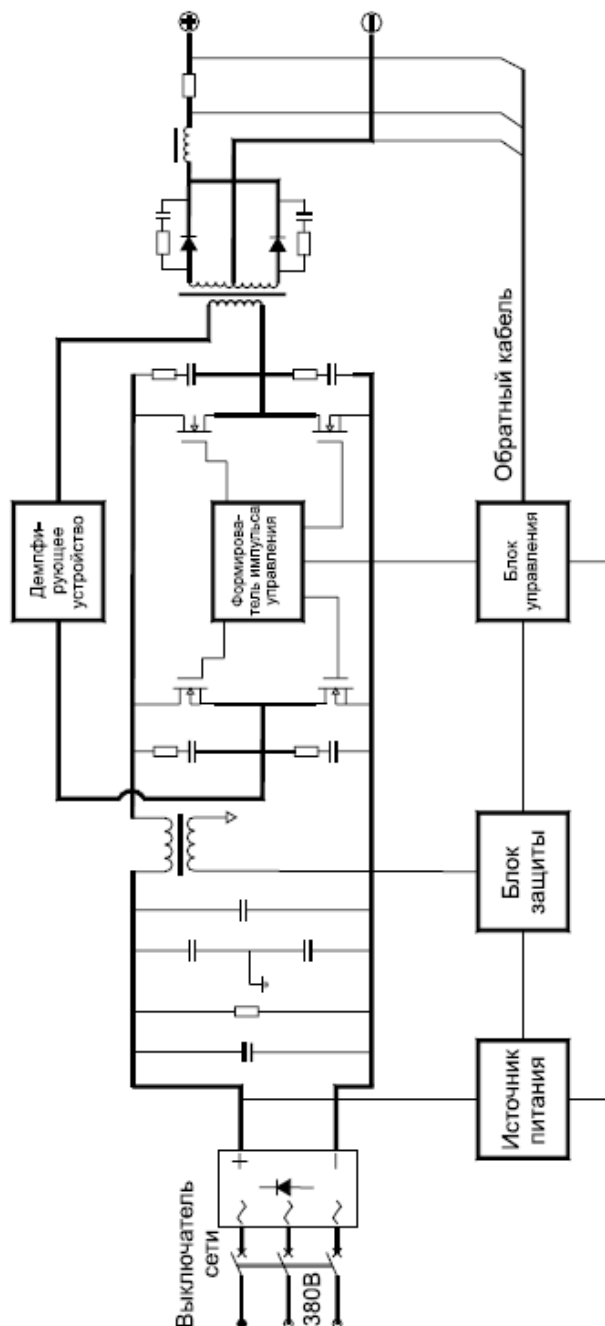 Выключатель
сети
380В
+
−
Источник
питания
Блок
защиты
Блок
управления
Обратный кабель
Формирова-
тель импульса
управления
Демпфи-
рующее
устройство
+
−